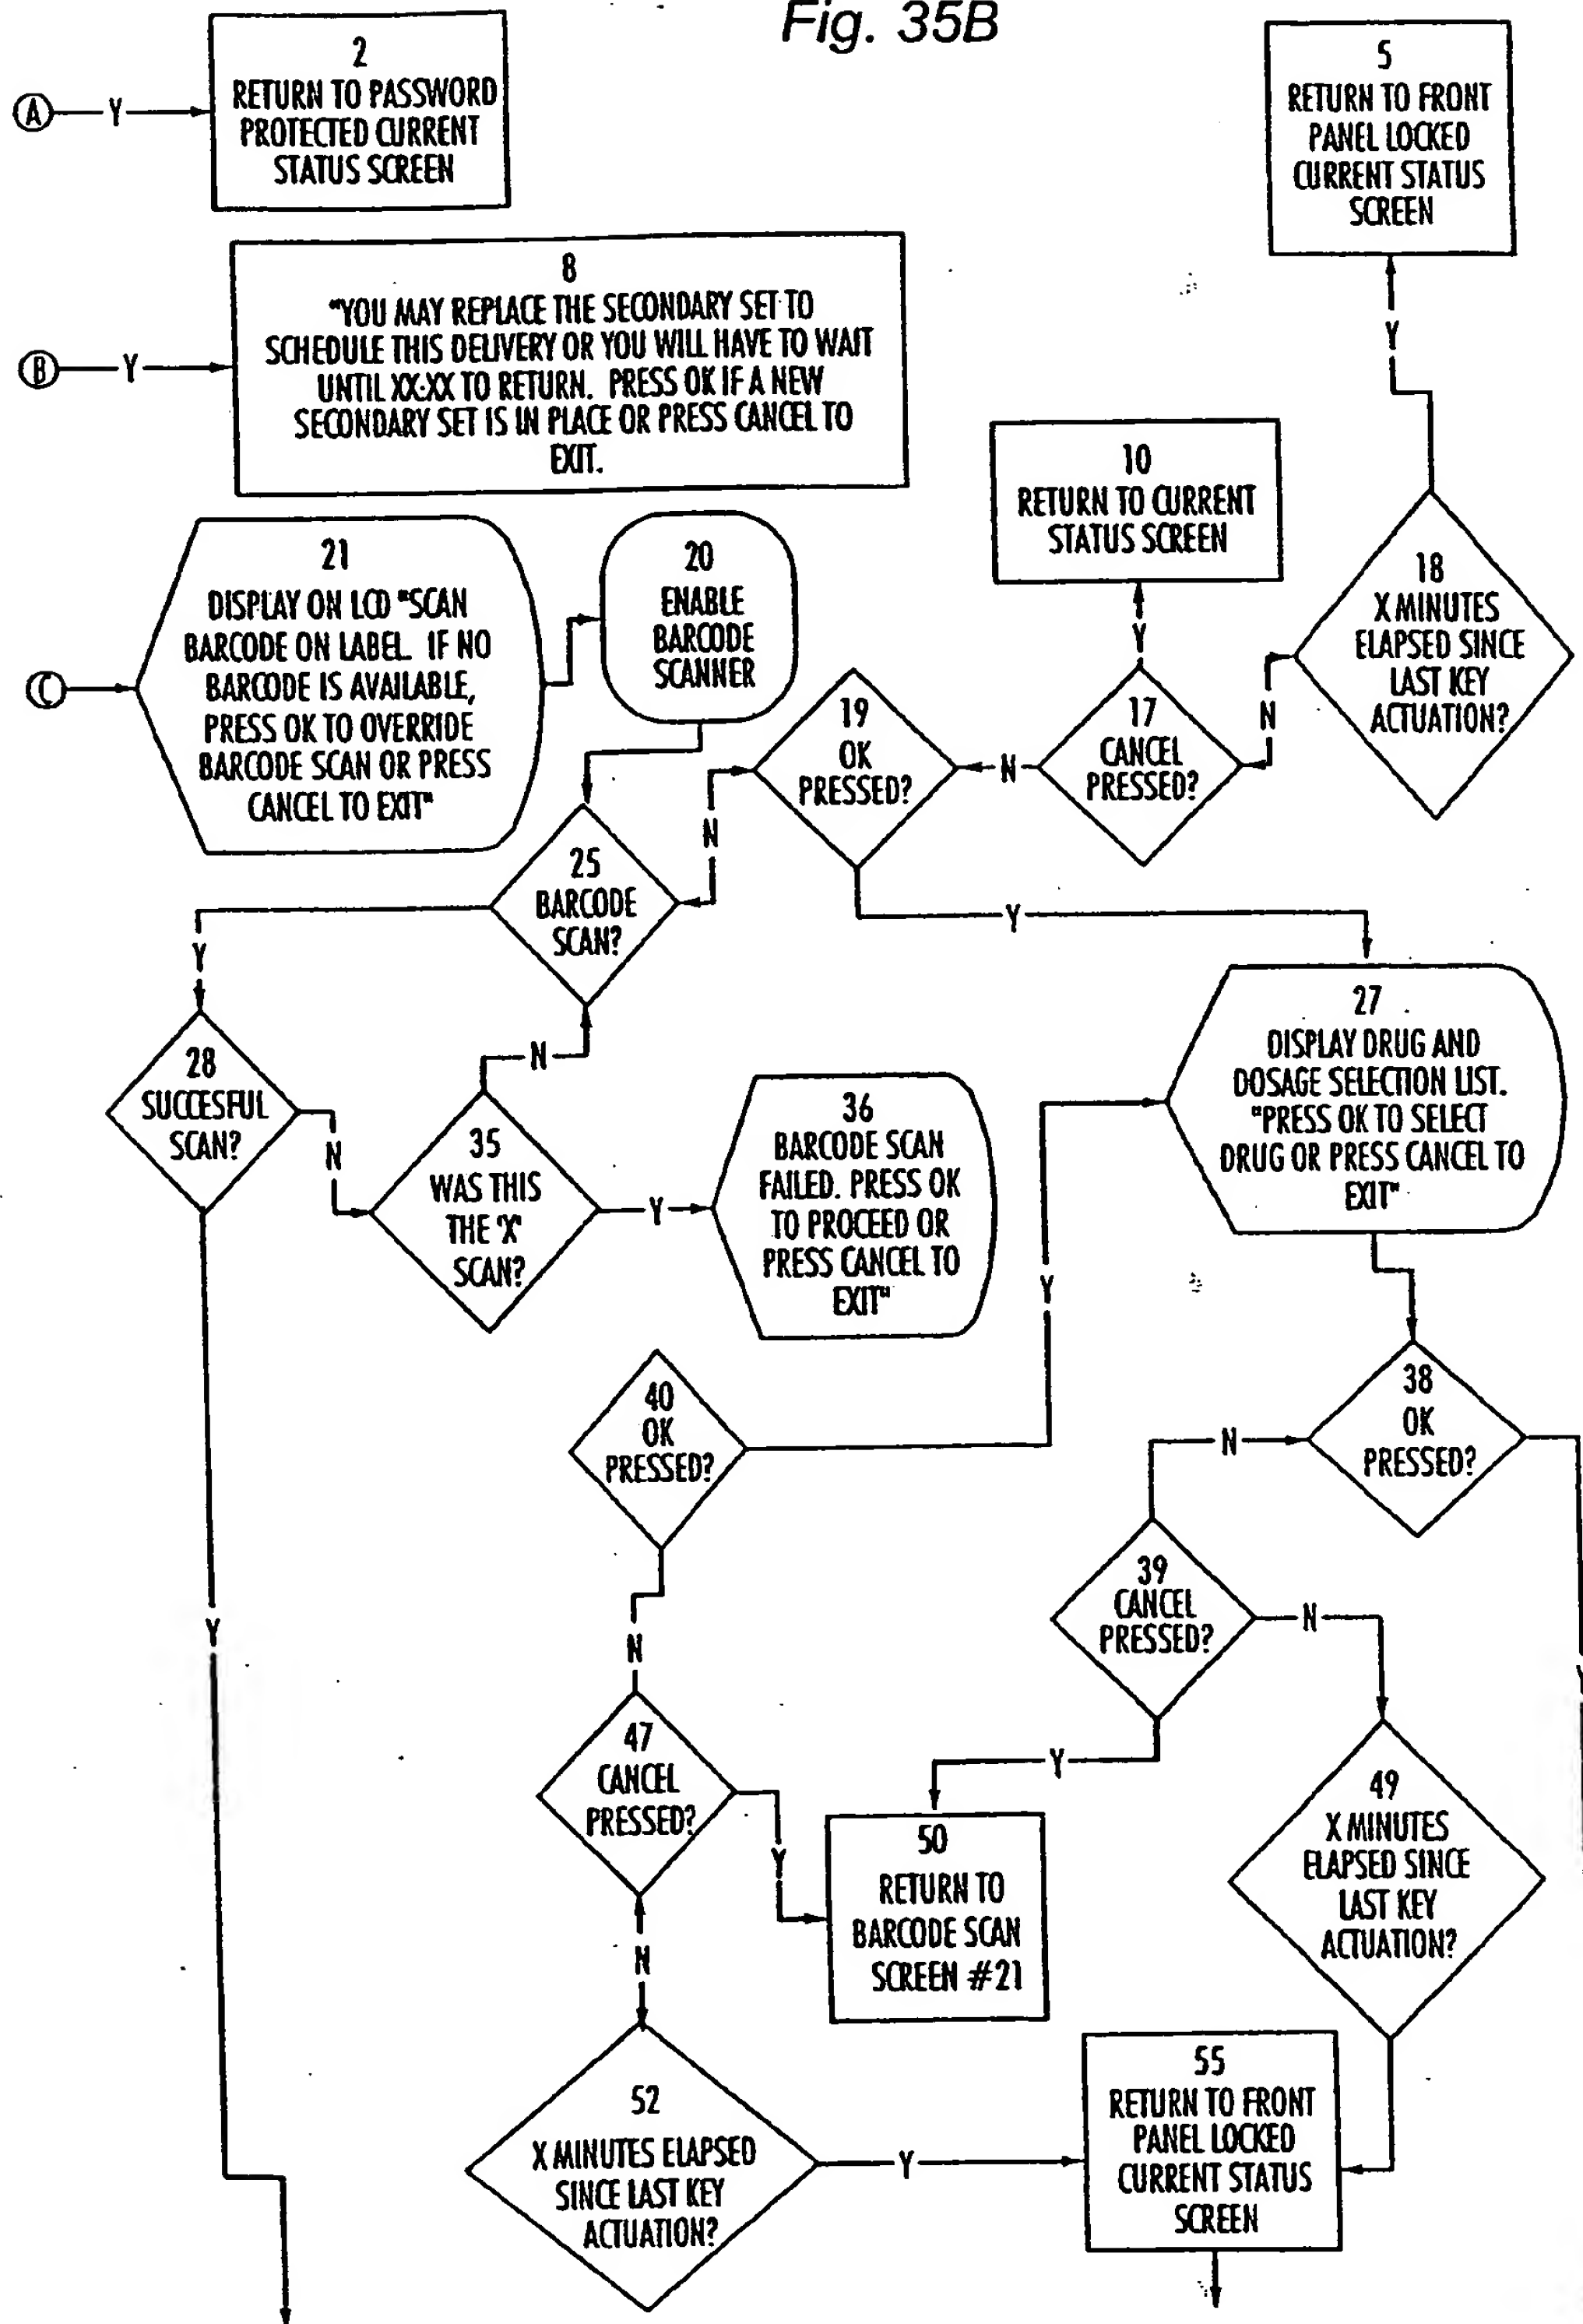 Fig. 35B
A
Y
2
RETURN TO PASSWORD
PROTECTED CURRENT
STATUS SCREEN
5
RETURN TO FRONT
PANEL LOCKED
CURRENT STATUS
SCREEN
Y
B
Y
8
"YOU MAY REPLACE THE SECONDARY SET TO
SCHEDULE THIS DELIVERY OR YOU WILL HAVE TO WAIT
UNTIL XX:XX TO RETURN. PRESS OK IF A NEW
SECONDARY SET IS IN PLACE OR PRESS CANCEL TO
EXIT.
10
RETURN TO CURRENT
STATUS SCREEN
Y
C
21
DISPLAY ON LCD "SCAN
BARCODE ON LABEL. IF NO
BARCODE IS AVAILABLE,
PRESS OK TO OVERRIDE
BARCODE SCAN OR PRESS
CANCEL TO EXIT"
20
ENABLE
BARCODE
SCANNER
18
X MINUTES
ELAPSED SINCE
LAST KEY
ACTUATION?
N
17
CANCEL
PRESSED?
N
19
OK
PRESSED?
N
Y
25
BARCODE
SCAN?
Y
28
SUCCESFUL
SCAN?
N
35
WAS THIS
THE 'X'
SCAN?
N
Y
36
BARCODE SCAN
FAILED. PRESS OK
TO PROCEED OR
PRESS CANCEL TO
EXIT"
27
DISPLAY DRUG AND
DOSAGE SELECTION LIST.
"PRESS OK TO SELECT
DRUG OR PRESS CANCEL TO
EXIT"
Y
40
OK
PRESSED?
38
OK
PRESSED?
N
Y
39
CANCEL
PRESSED?
N
Y
N
47
CANCEL
PRESSED?
Y
50
RETURN TO
BARCODE SCAN
SCREEN #21
49
X MINUTES
ELAPSED SINCE
LAST KEY
ACTUATION?
N
52
X MINUTES ELAPSED
SINCE LAST KEY
ACTUATION?
Y
55
RETURN TO FRONT
PANEL LOCKED
CURRENT STATUS
SCREEN